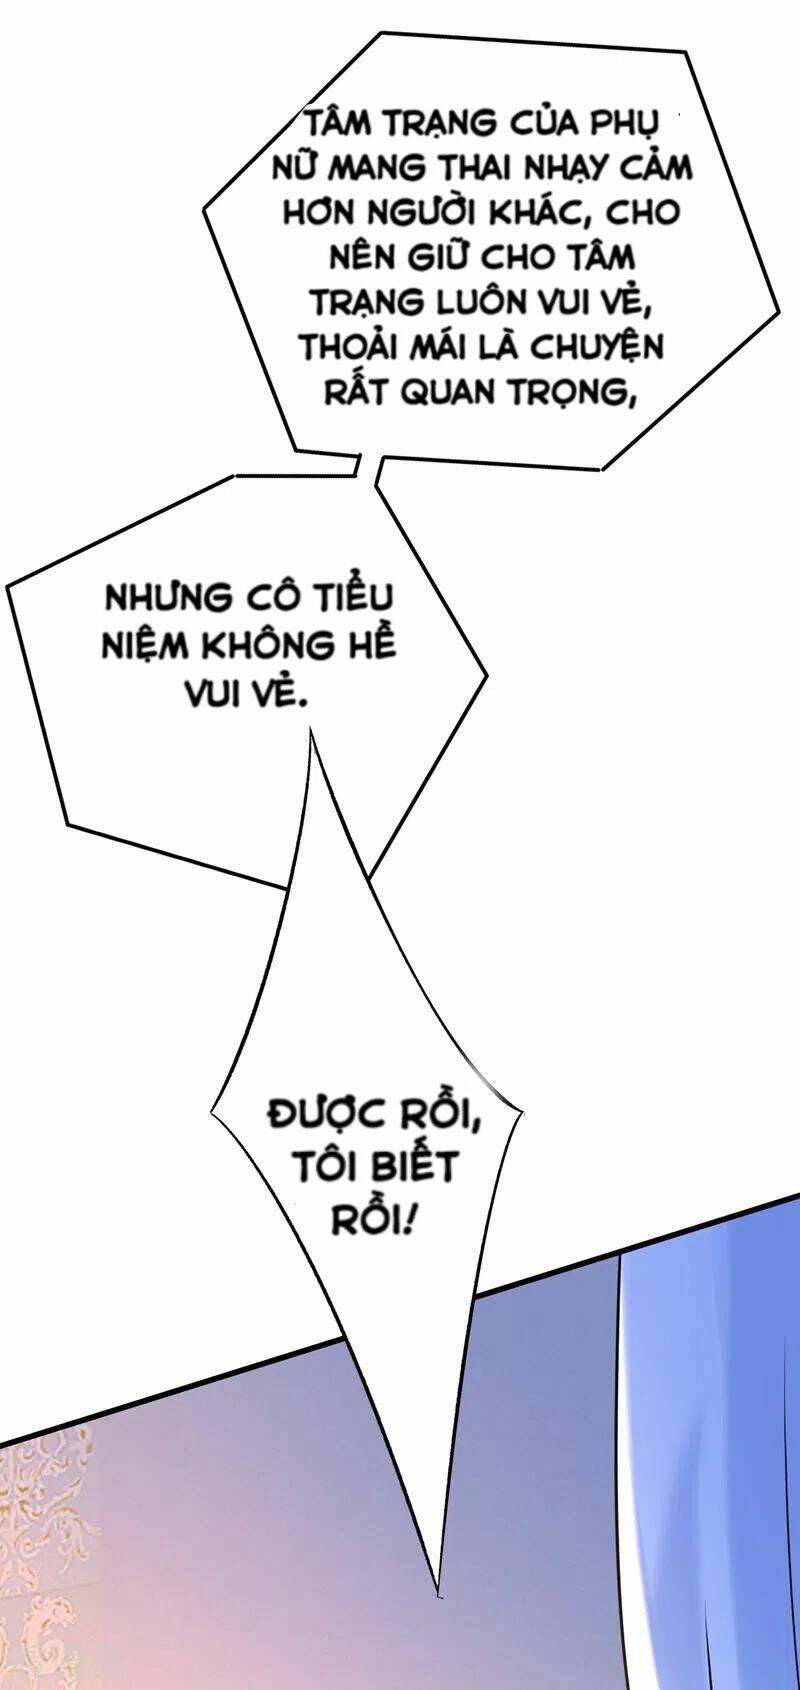 TÂM TRẠNG CỦA PHỤ
NỮ MANG THAI NHẠY CẢM
HƠN NGƯỜI KHÁC, CHO
NÊN GIỮ CHO TÂM
TRẠNG LUÔN VUI VẺ,
THOẢI MÁI LÀ CHUYỆN
RẤT QUAN TRỌNG,
NHƯNG CÔ TIỂU
NIỆM KHÔNG HỀ
VUI VẺ.
ĐƯỢC RỒI,
TÔI BIẾT
RỒI!